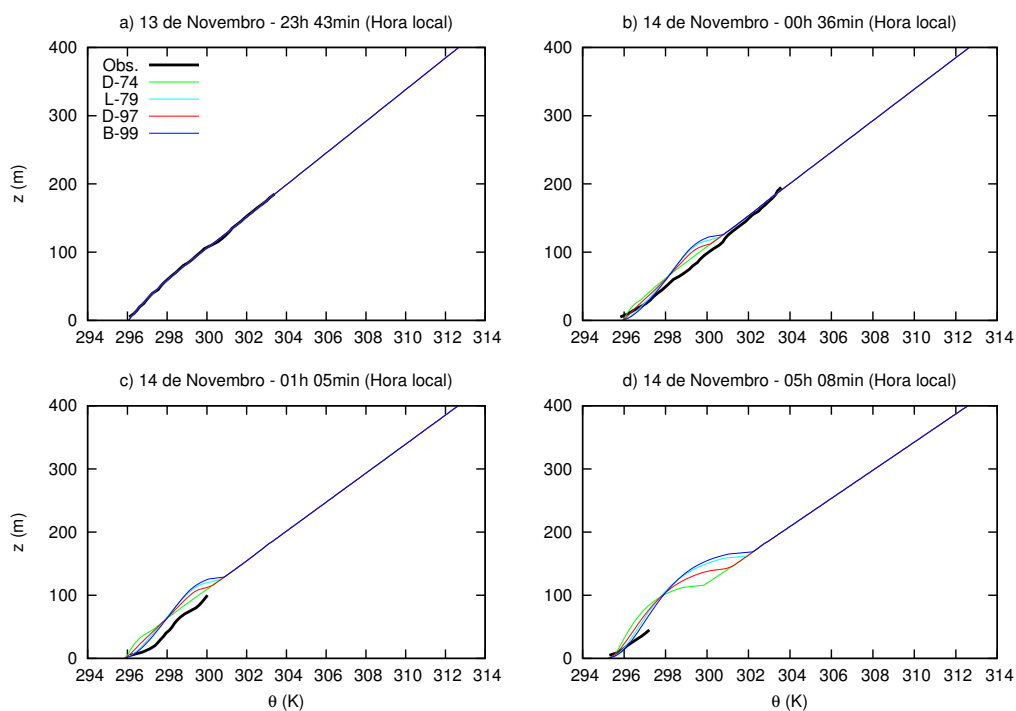 a) 13 de Novembro - 23h 43min (Hora local)
b) 14 de Novembro - 00h 36min (Hora local)
z (m)
400
300
200
100
0
Obs.
D-74
L-79
D-97
B-99
294 296 298 300 302 304 306 308 310 312 314
400
300
200
100
0
294 296 298 300 302 304 306 308 310 312 314
c) 14 de Novembro - 01h 05min (Hora local)
d) 14 de Novembro - 05h 08min (Hora local)
z (m)
400
300
200
100
0
294 296 298 300 302 304 306 308 310 312 314
θ (K)
400
300
200
100
0
294 296 298 300 302 304 306 308 310 312 314
θ (K)